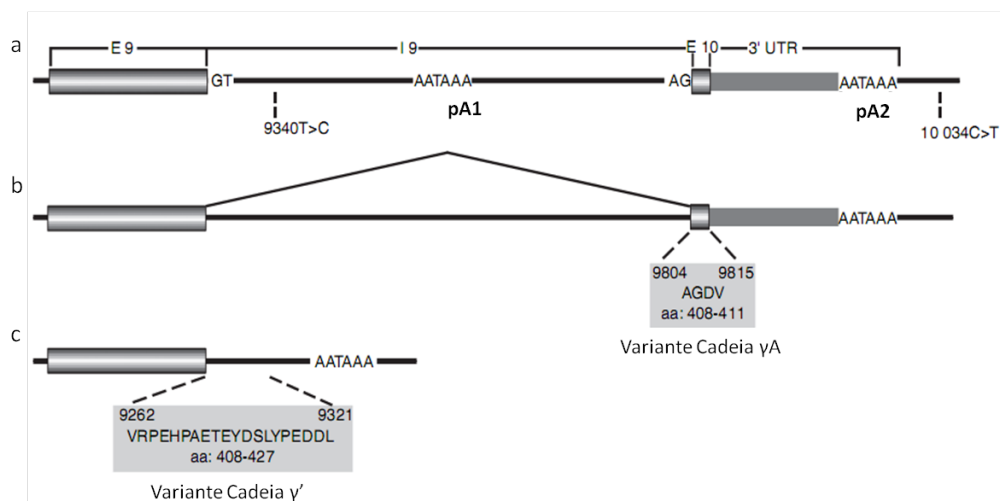 a
E 9 I 9 E 10 3' UTR
GT AATAAA AG AATAAA
pA1 pA2
9340T>C 10 034C>T
b
AATAAA
9804 9815
AGDV
aa: 408-411
Variante Cadeia γA
c
AATAAA
9262 9321
VRPEHPAETEYDSLYPEDDL
aa: 408-427
Variante Cadeia γ’